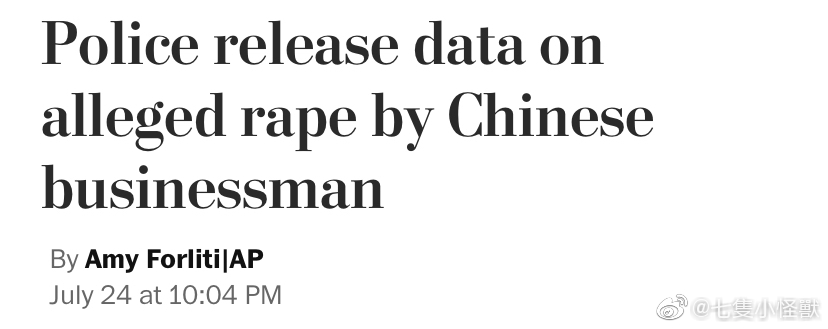 Police release data on
alleged rape by Chinese
businessman
By Amy Forliti|AP
July 24 at 10:04 PM
@七隻小怪獸